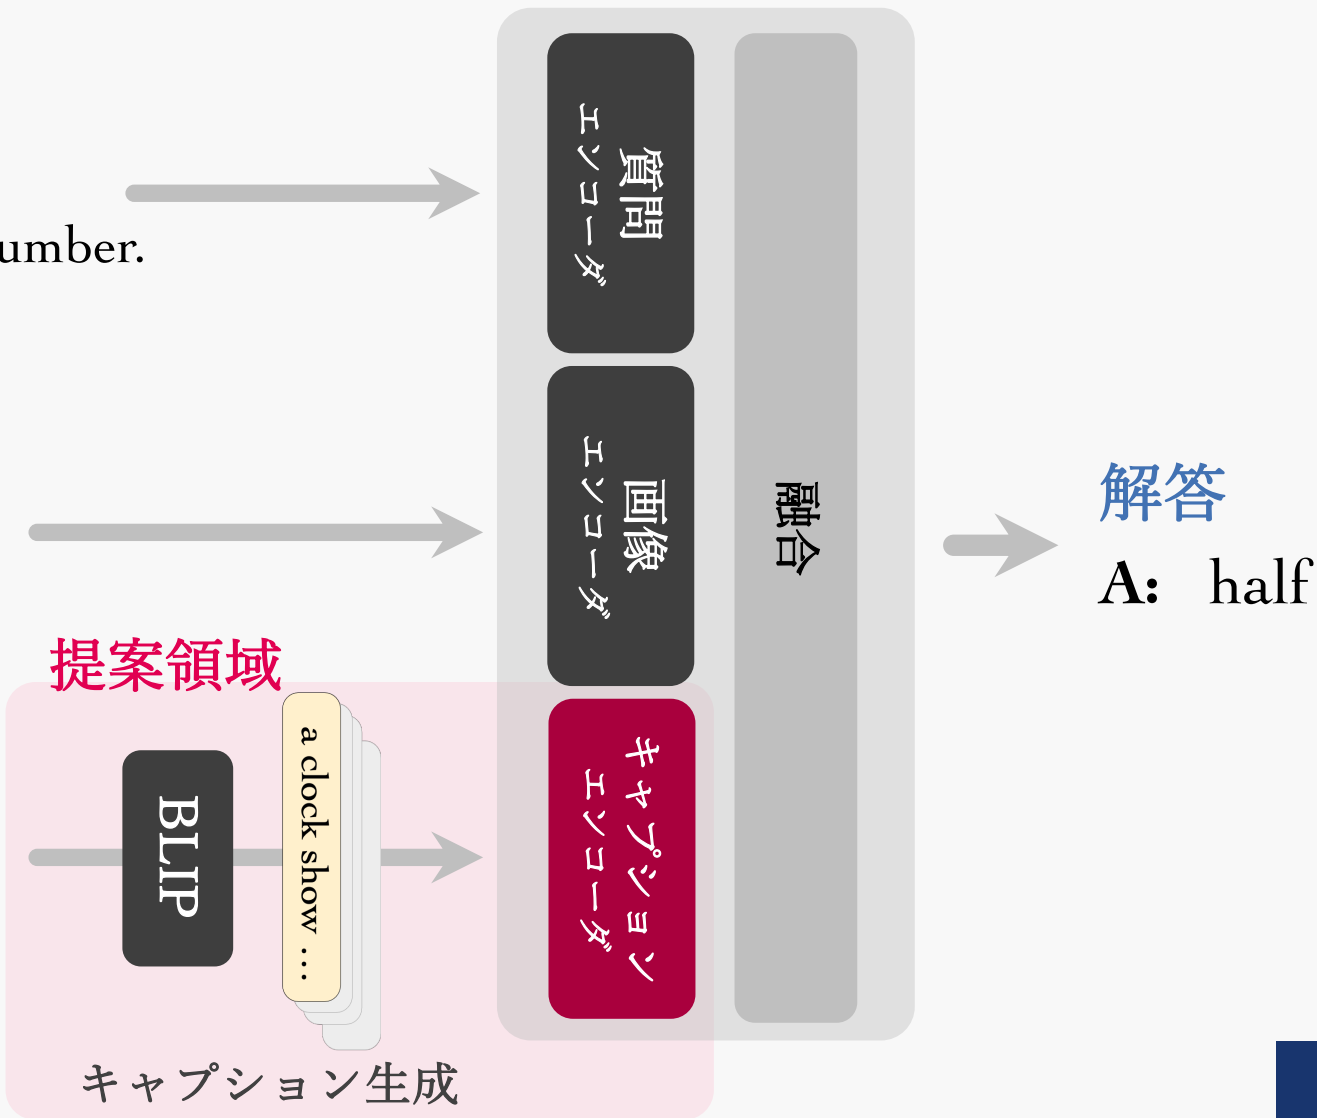 質問
エンコーダ
umber.
画像
エンコーダ
融合
解答
A: half
提案領域
BLIP
a clock show ...
キャプション
エンコーダ
キャプション生成